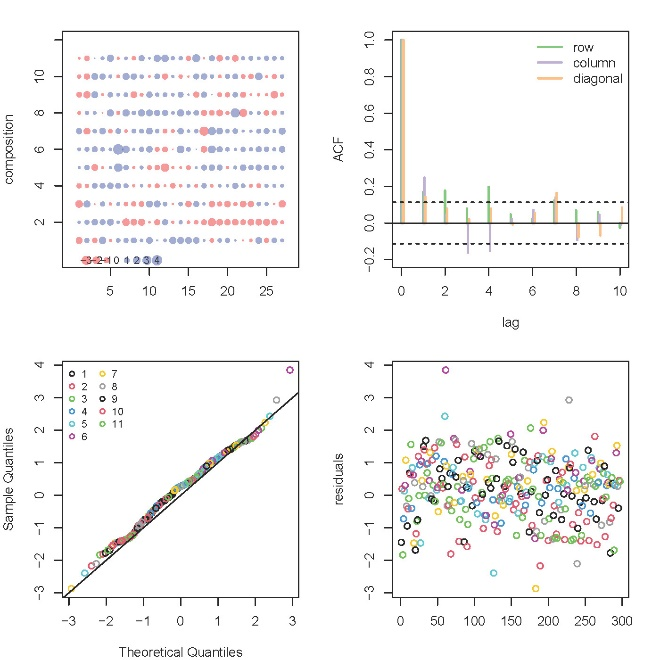 composition
10
8
6
4
2
-3 -2 -1 0 1 2 3 4
5 10 15 20 25
ACF
1.0
0.8
0.6
0.4
0.2
0.0
−0.2
row
column
diagonal
0 2 4 6 8 10
lag
Sample Quantiles
4
3
2
1
0
−1
−2
−3
1 7
2 8
3 9
4 10
5 11
6
−3 −2 −1 0 1 2 3
Theoretical Quantiles
residuals
4
3
2
1
0
−1
−2
−3
0 50 100 150 200 250 300